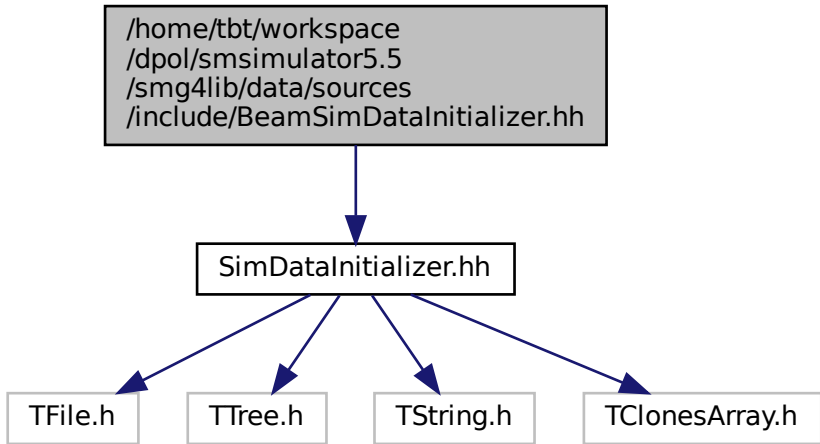 /home/tbt/workspace
/dpol/smsimulator5.5
/smg4lib/data/sources
/include/BeamSimDataInitializer.hh
SimDataInitializer.hh
TFile.h
TTree.h
TString.h
TClonesArray.h